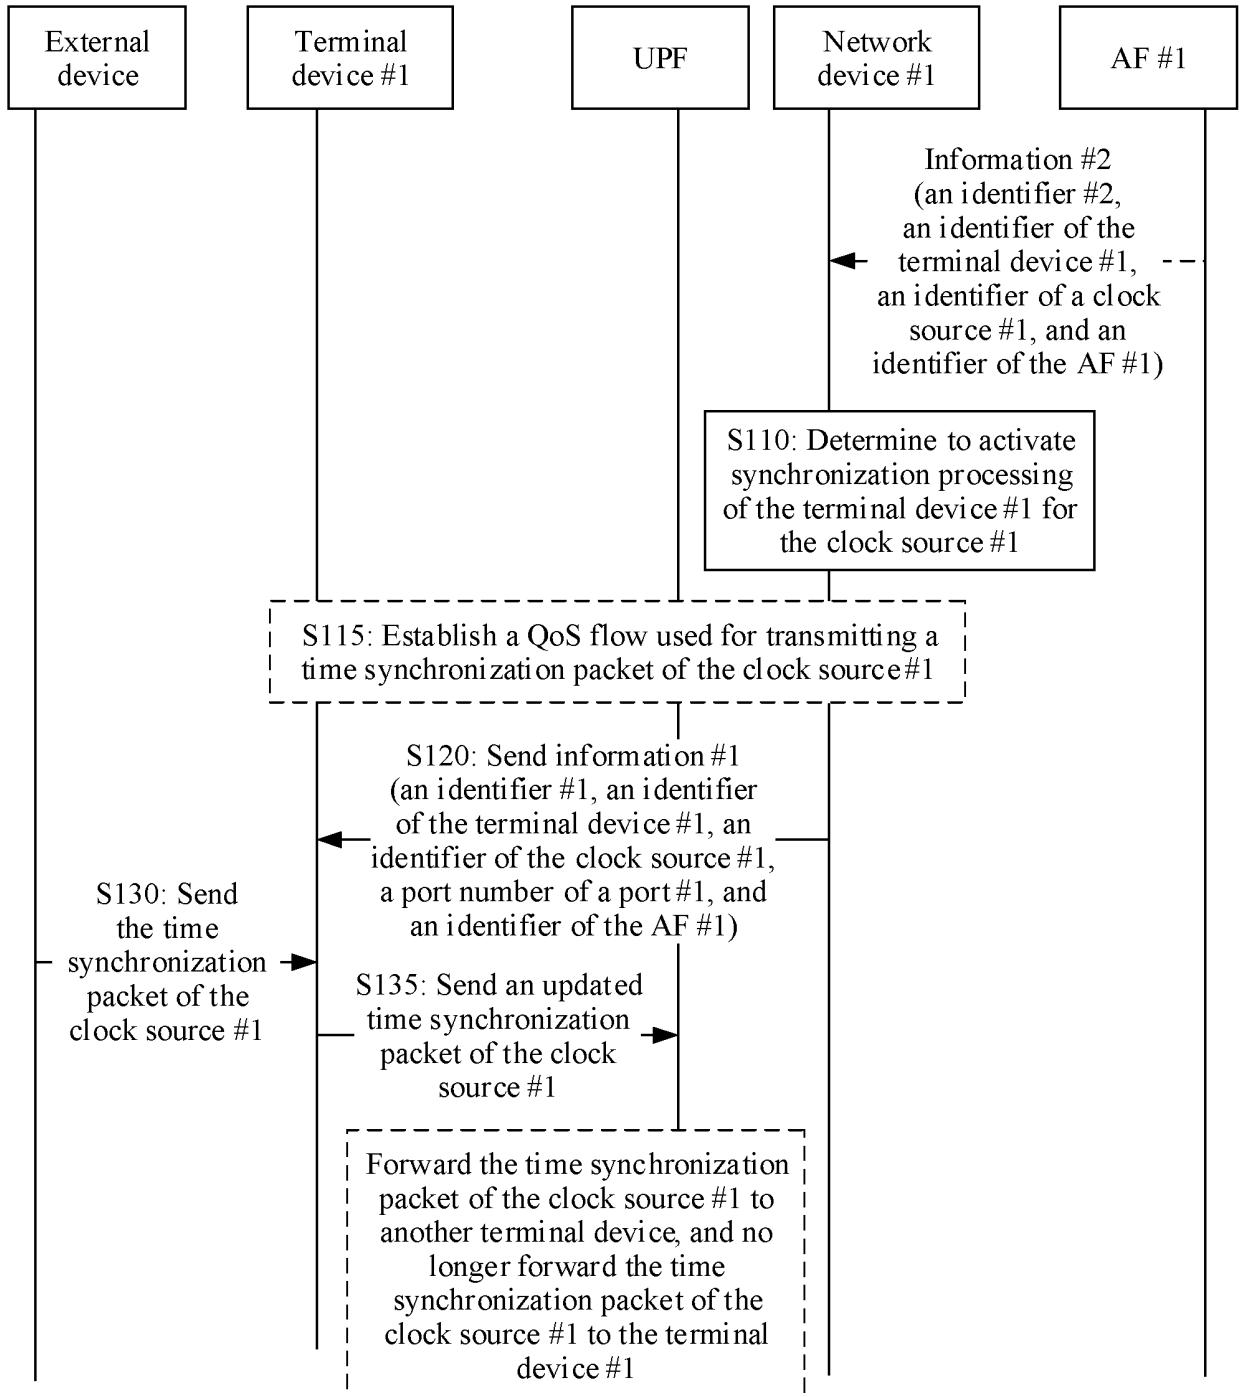 External
device
Terminal
device #1
UPF
Network
device #1
AF #1
Information #2
(an identifier #2,
an identifier of the
terminal device #1,
an identifier of a clock
source #1, and an
identifier of the AF #1)
S110: Determine to activate
synchronization processing
of the terminal device #1 for
the clock source #1
S115: Establish a QoS flow used for transmitting a
time synchronization packet of the clock source #1
S120: Send information #1
(an identifier #1, an identifier
of the terminal device #1, an
identifier of the clock source #1,
a port number of a port #1, and
an identifier of the AF #1)
S130: Send
the time
synchronization
packet of the
clock source #1
S135: Send an updated
time synchronization
packet of the clock
source #1
Forward the time synchronization
packet of the clock source #1 to
another terminal device, and no
longer forward the time
synchronization packet of the
clock source #1 to the terminal
device #1